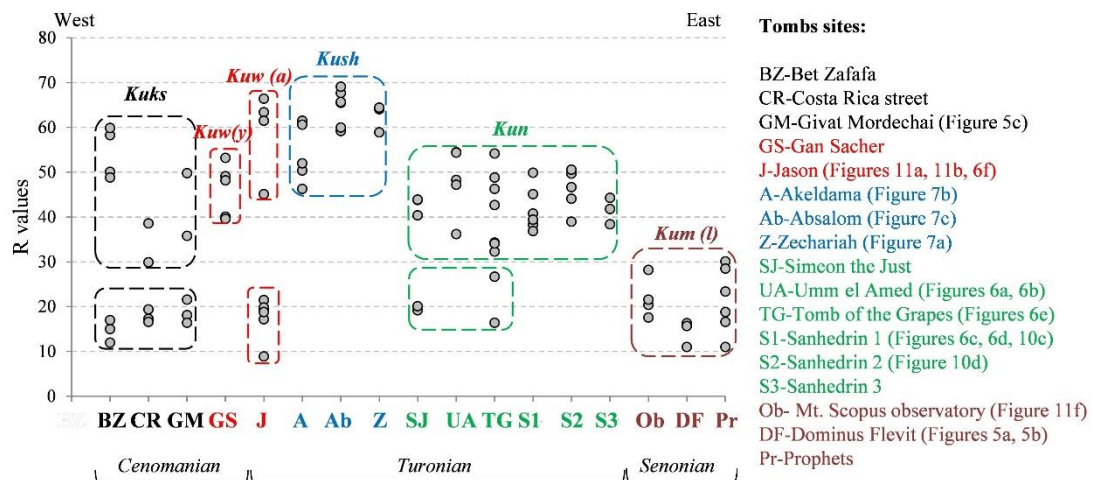 West
East
80
70
60
50
40
30
20
10
0
R values
Kuks
Kuw(y)
Kuw (a)
Kush
Kun
Kum (l)
BZ CR GM GS J A Ab Z SJ UA TG S1 S2 S3 Ob DF Pr
Cenomanian
Turonian
Senonian
Tombs sites:
BZ-Bet Zafafa
CR-Costa Rica street
GM-Givat Mordechai (Figure 5c)
GS-Gan Sacher
J-Jason (Figures 11a, 11b, 6f)
A-Akeldama (Figure 7b)
Ab-Absalom (Figure 7c)
Z-Zechariah (Figure 7a)
SJ-Simeon the Just
UA-Umm el Amed (Figures 6a, 6b)
TG-Tomb of the Grapes (Figures 6e)
S1-Sanhedrin 1 (Figures 6c, 6d, 10c)
S2-Sanhedrin 2 (Figure 10d)
S3-Sanhedrin 3
Ob- Mt. Scopus observatory (Figure 11f)
DF-Dominus Flevit (Figures 5a, 5b)
Pr-Prophets